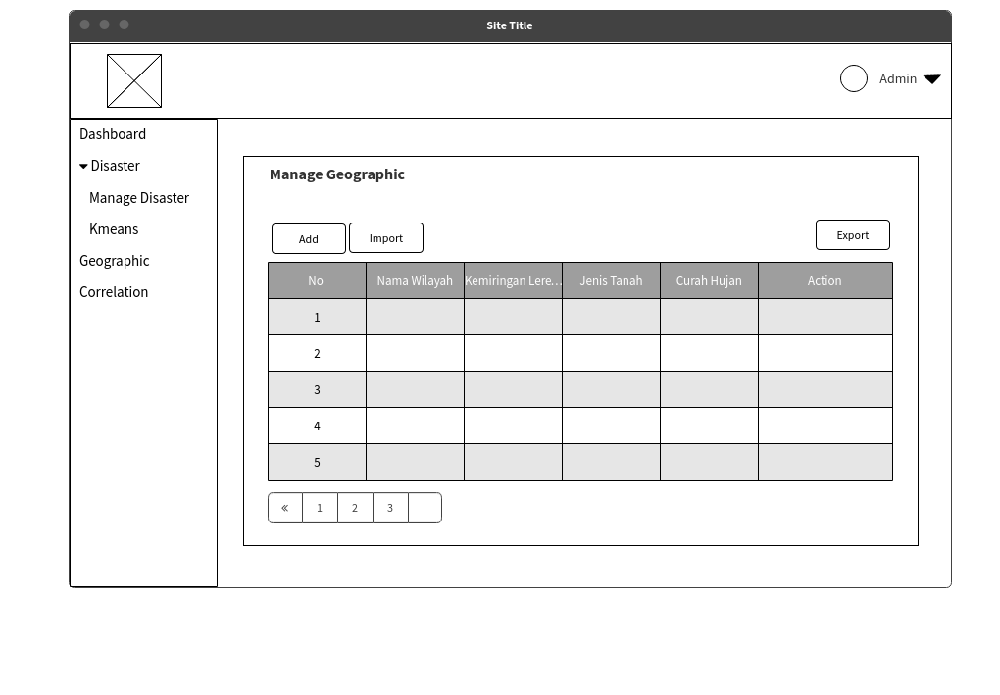 Site Title
Admin
Dashboard
Disaster
Manage Disaster
Kmeans
Geographic
Correlation
Manage Geographic
Add Import Export
No Nama Wilayah Kemiringan Lere... Jenis Tanah Curah Hujan Action
1
2
3
4
5
« 1 2 3